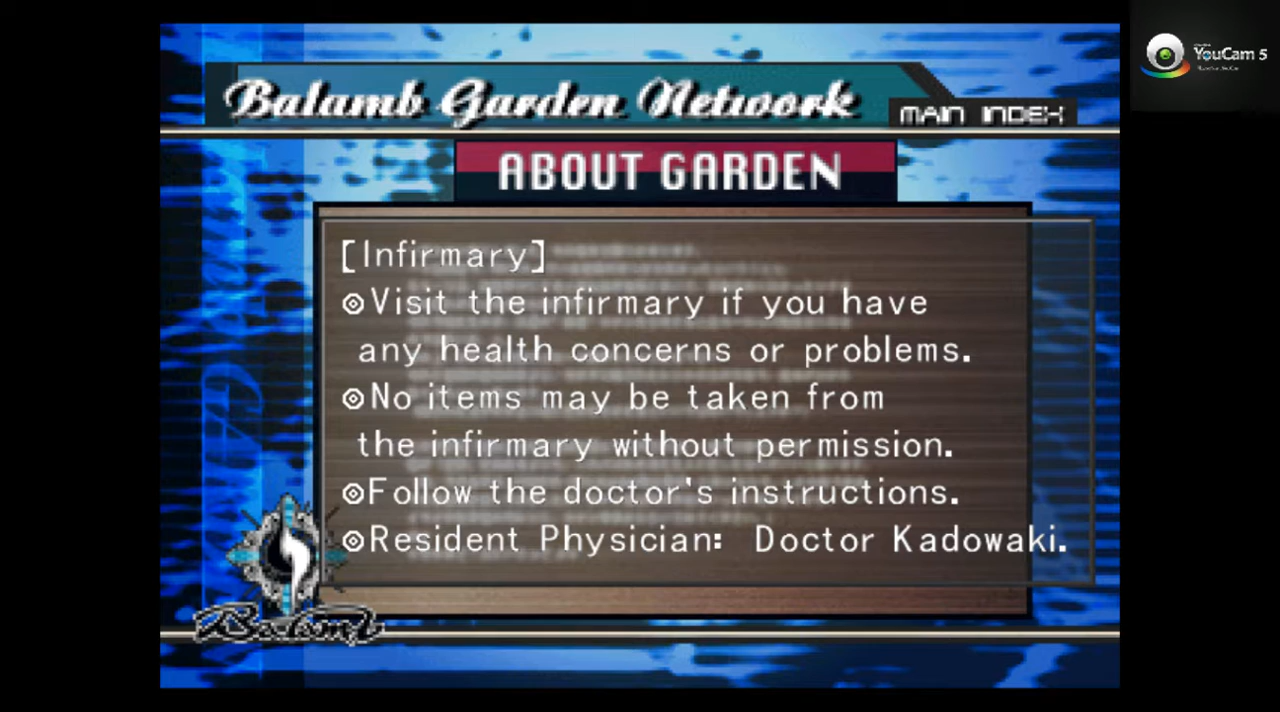 YouCam 5
Balamb Garden Network
MAIN INDEX
ABOUT GARDEN
[Infirmary]
◎Visit the infirmary if you have
any health concerns or problems.
◎No items may be taken from
the infirmary without permission.
◎Follow the doctor's instructions.
◎Resident Physician: Doctor Kadowaki.
Balamb